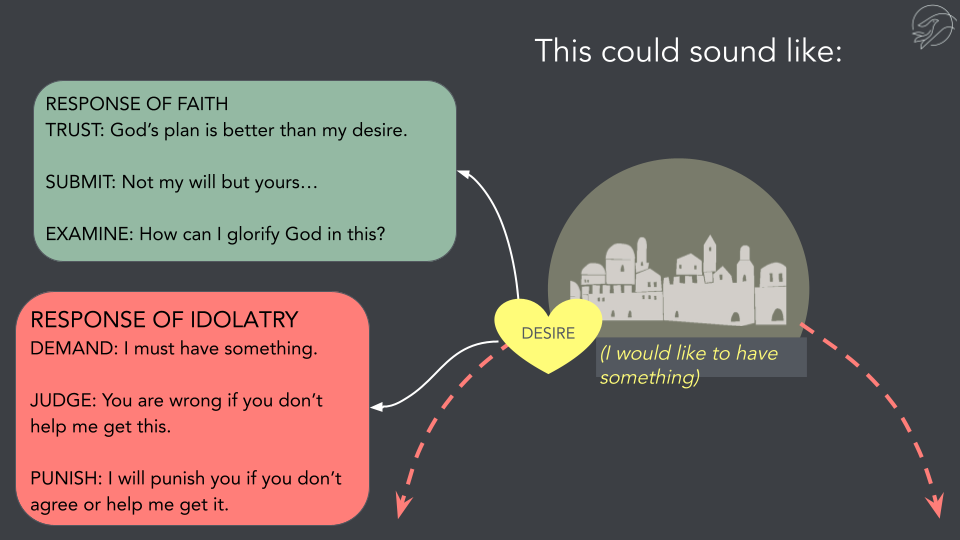 This could sound like:
RESPONSE OF FAITH
TRUST: God’s plan is better than my desire.
SUBMIT: Not my will but yours…
EXAMINE: How can I glorify God in this?
RESPONSE OF IDOLATRY
DEMAND: I must have something.
JUDGE: You are wrong if you don’t
help me get this.
PUNISH: I will punish you if you don’t
agree or help me get it.
DESIRE
(I would like to have
something)